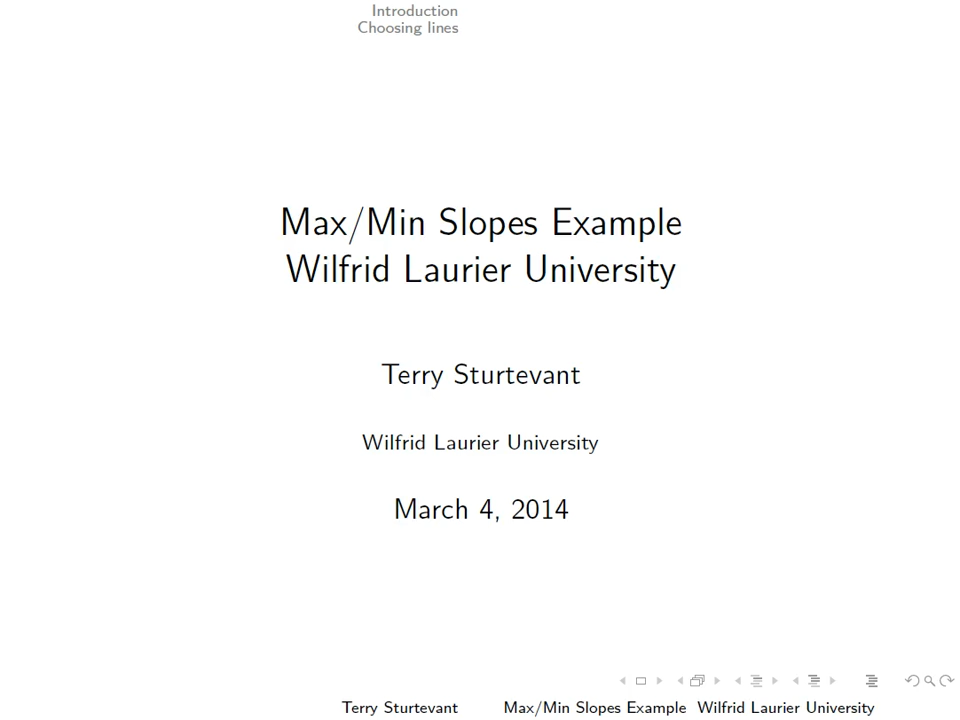 Introduction
Choosing lines
Max/Min Slopes Example
Wilfrid Laurier University
Terry Sturtevant
Wilfrid Laurier University
March 4, 2014
Terry Sturtevant Max/Min Slopes Example Wilfrid Laurier University